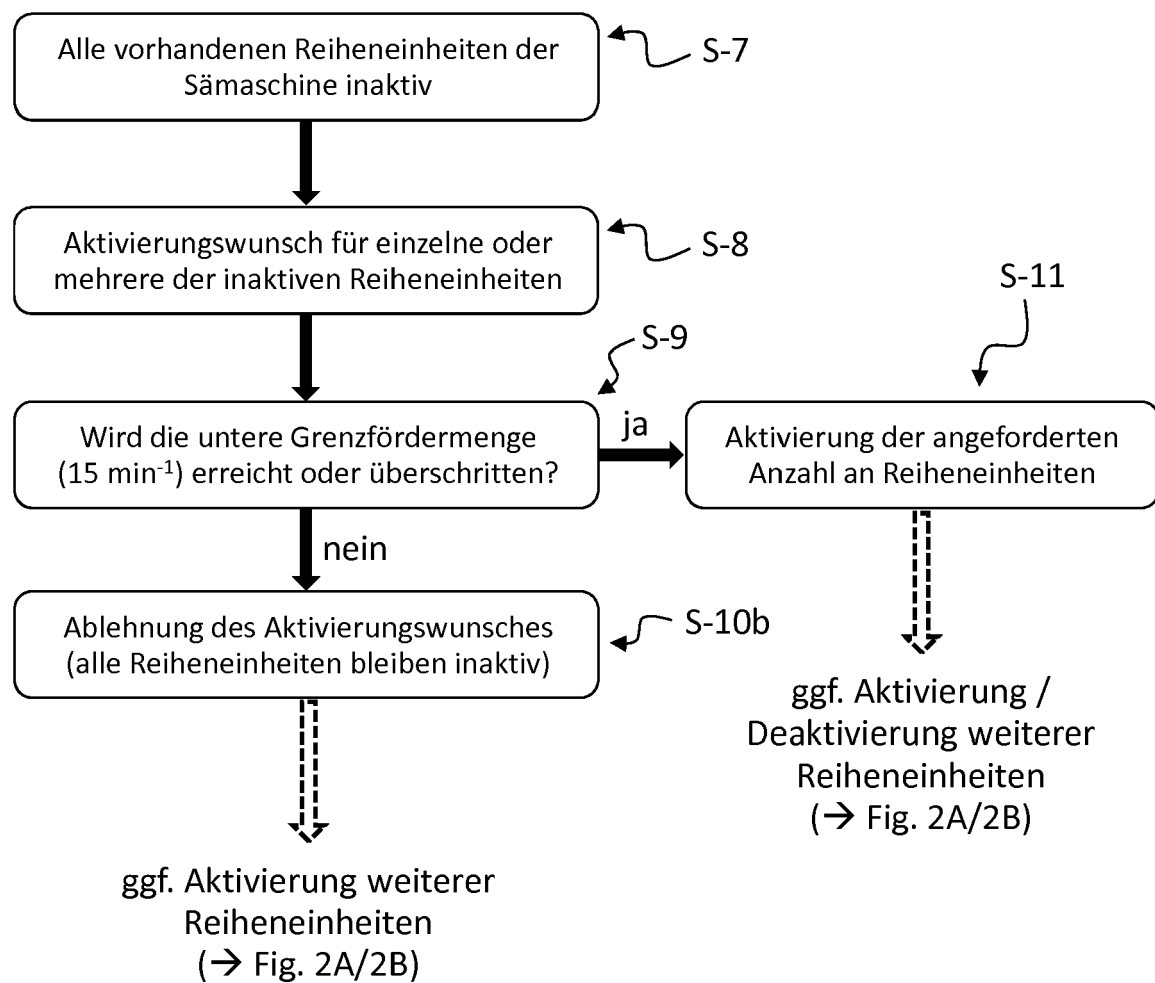 Alle vorhandenen Reiheneinheiten der
Sämaschine inaktiv
S-7
Aktivierungswunsch für einzelne oder
mehrere der inaktiven Reiheneinheiten
S-8
S-9
S-11
Wird die untere Grenzfördermenge
(15 min⁻¹) erreicht oder überschritten?
ja
Aktivierung der angeforderten
Anzahl an Reiheneinheiten
nein
Ablehnung des Aktivierungswunsches
(alle Reiheneinheiten bleiben inaktiv)
S-10b
ggf. Aktivierung /
Deaktivierung weiterer
Reiheneinheiten
(→ Fig. 2A/2B)
ggf. Aktivierung weiterer
Reiheneinheiten
(→ Fig. 2A/2B)